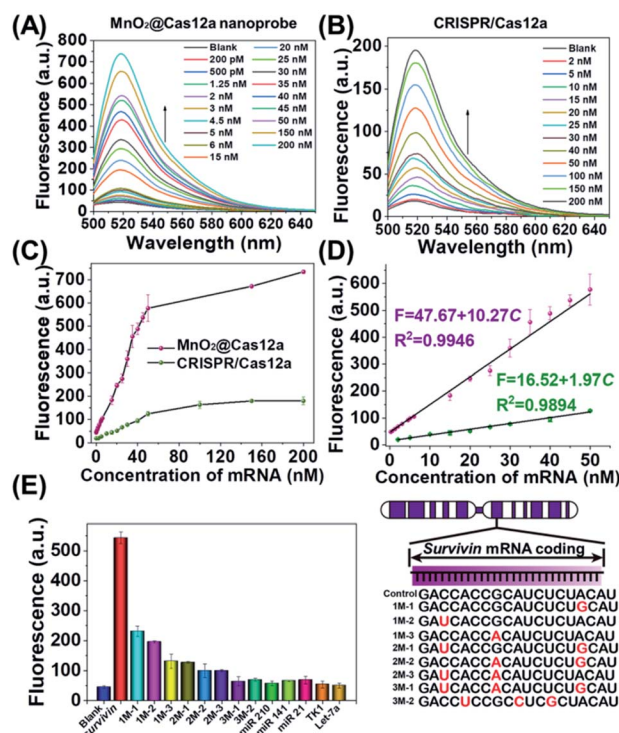 (A)
MnO₂@Cas12a nanoprobe
Fluorescence (a.u.)
800
700
600
500
400
300
200
100
0
Blank
200 pM
500 pM
1.25 nM
2 nM
3 nM
4.5 nM
5 nM
6 nM
15 nM
20 nM
25 nM
30 nM
35 nM
40 nM
45 nM
50 nM
150 nM
200 nM
500 520 540 560 580 600 620 640
Wavelength (nm)
(B)
CRISPR/Cas12a
Fluorescence (a.u.)
200
150
100
50
0
Blank
2 nM
5 nM
10 nM
15 nM
20 nM
25 nM
30 nM
40 nM
50 nM
100 nM
150 nM
200 nM
500 520 540 560 580 600 620 640
Wavelength (nm)
(C)
Fluorescence (a.u.)
700
600
500
400
300
200
100
0
MnO₂@Cas12a
CRISPR/Cas12a
0 40 80 120 160 200
Concentration of mRNA (nM)
(D)
Fluorescence (a.u.)
600
500
400
300
200
100
0
F=47.67+10.27C
R²=0.9946
F=16.52+1.97C
R²=0.9894
0 10 20 30 40 50
Concentration of mRNA (nM)
(E)
Fluorescence (a.u.)
500
400
300
200
100
0
Blank
Survivin
1M-1
1M-2
1M-3
2M-1
2M-2
2M-3
3M-1
3M-2
miR 210
miR 141
miR 21
TK1
Let-7a
Survivin mRNA coding
Control GACCACCGCAUCUCUACAU
1M-1 GACCACCGCAUCUCUGCAU
1M-2 GAUCACCGCAUCUCUACAU
1M-3 GACCACCACAUCUCUACAU
2M-1 GAUCACCGCAUCUCUGCAU
2M-2 GACCACCACAUCUCUGCAU
2M-3 GAUCACCACAUCUCUACAU
3M-1 GAUCACCACAUCUCUGCAU
3M-2 GACCUCCGCCUCGCUACAU